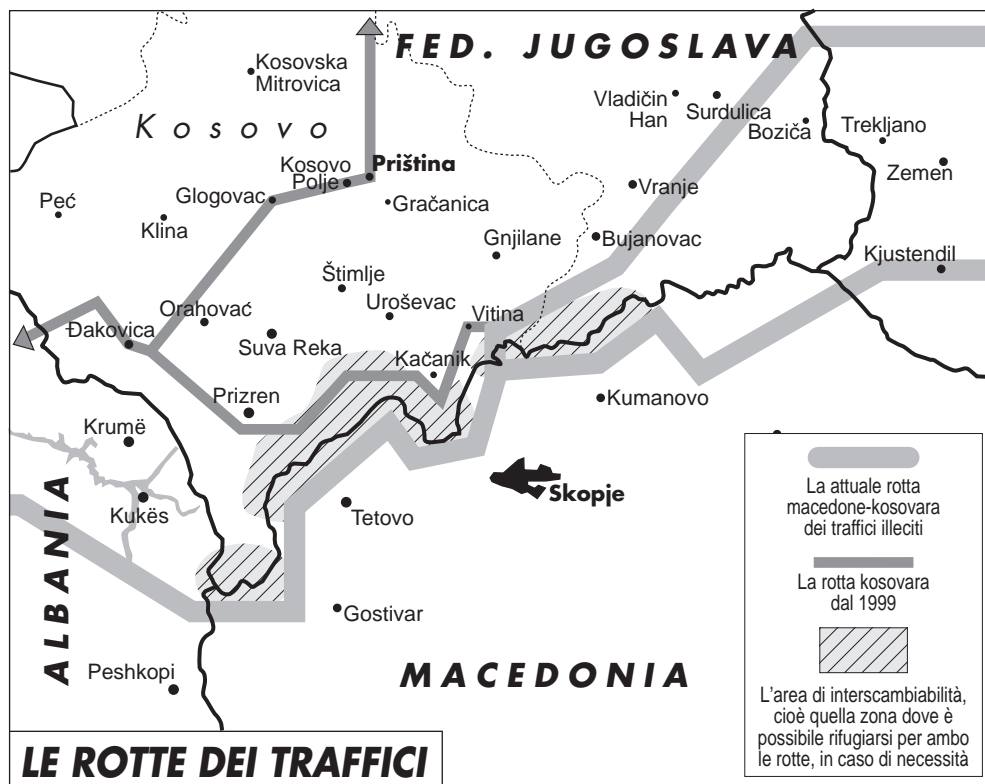 FED. JUGOSLAVA
Kosovska
Mitrovica
Kosovo
Vladičin
Han
Surdulica
Boziča
Trekljano
Zemen
Kosovo
Polje
Priština
Peć
Glogovac
Klina
Gračanica
Vranje
Gnjilane
Bujanovac
Kjustendil
Štimlje
Orahovać
Uroševac
Vitina
Đakovica
Suva Reka
Kačanik
Prizren
Kumanovo
Krumë
Skopje
Kukës
Tetovo
ALBANIA
Gostivar
Peshkopi
MACEDONIA
La attuale rotta
macedone-kosovara
dei traffici illeciti
La rotta kosovara
dal 1999
L'area di interscambiabilità,
cioè quella zona dove è
possibile rifugiarsi per ambo
le rotte, in caso di necessità
LE ROTTE DEI TRAFFICI